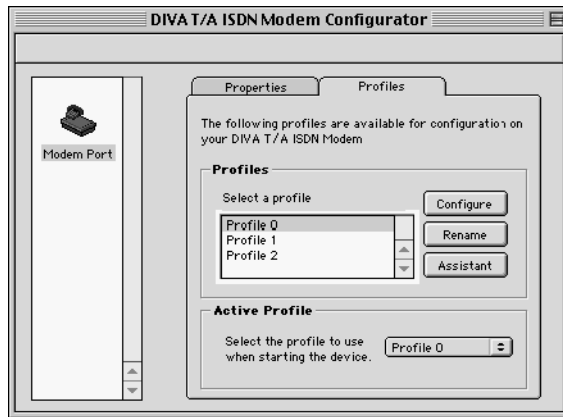 DIVA T/A ISDN Modem Configurator
Modem Port
Properties
Profiles
The following profiles are available for configuration on
your DIVA T/A ISDN Modem
Profiles
Select a profile
Profile 0
Profile 1
Profile 2
Configure
Rename
Assistant
Active Profile
Select the profile to use
when starting the device.
Profile 0